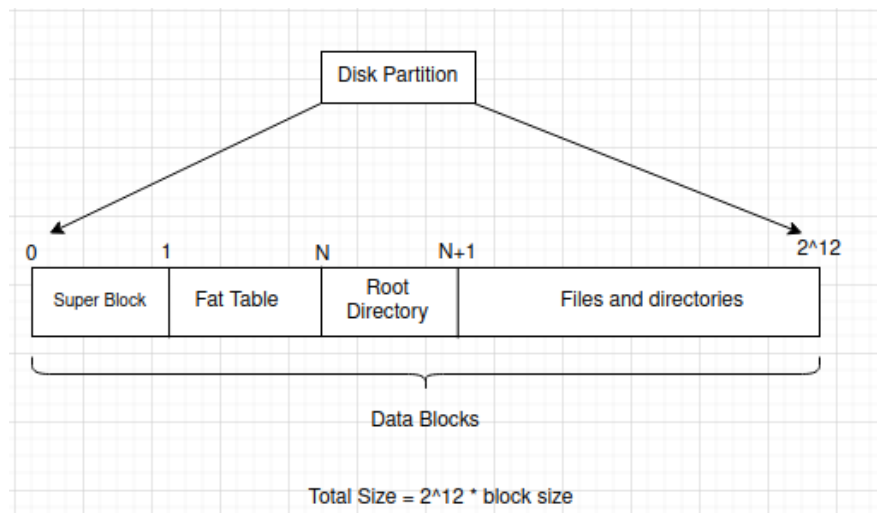 Disk Partition
0
1
N
N+1
2^12
Super Block
Fat Table
Root
Directory
Files and directories
Data Blocks
Total Size = 2^12 * block size